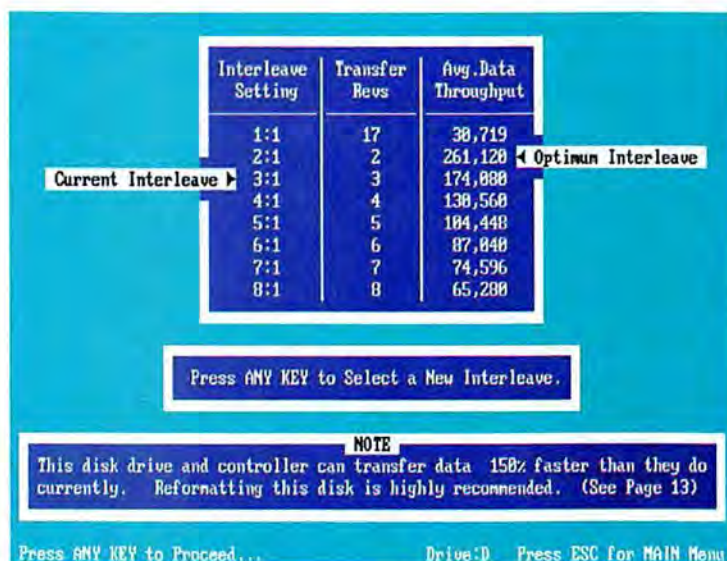 Interleave Setting Transfer Revs Avg.Data Throughput
1:1 17 30,719
2:1 2 261,120 ◄ Optimum Interleave
Current Interleave ► 3:1 3 174,080
4:1 4 130,560
5:1 5 104,448
6:1 6 87,040
7:1 7 74,596
8:1 8 65,280
Press ANY KEY to Select a New Interleave.
NOTE
This disk drive and controller can transfer data 150% faster than they do
currently. Reformatting this disk is highly recommended. (See Page 13)
Press ANY KEY to Proceed... Drive:D Press ESC for MAIN Menu